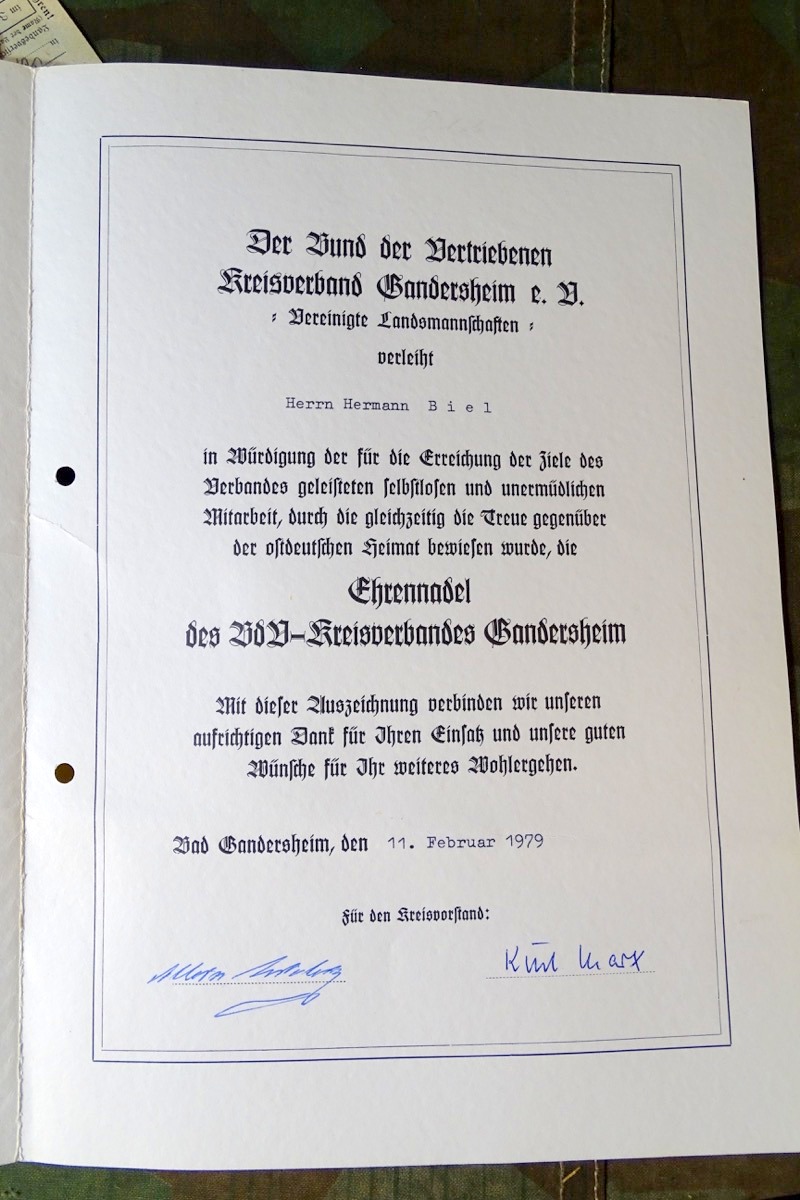 Der Bund der Vertriebenen
Kreisverband Gandersheim e. V.
- Vereinigte Landsmannschaften -
verleiht
Herrn Hermann B i e l
in Würdigung der für die Erreichung der Ziele des
Verbandes geleisteten selbstlosen und unermüdlichen
Mitarbeit, durch die gleichzeitig die Treue gegenüber
der ostdeutschen Heimat bewiesen wurde, die
Ehrennadel
des BdV-Kreisverbandes Gandersheim
Mit dieser Auszeichnung verbinden wir unseren
aufrichtigen Dank für Ihren Einsatz und unsere guten
Wünsche für Ihr weiteres Wohlergehen.
Bad Gandersheim, den 11. Februar 1979
Für den Kreisvorstand:
Kurt Marx